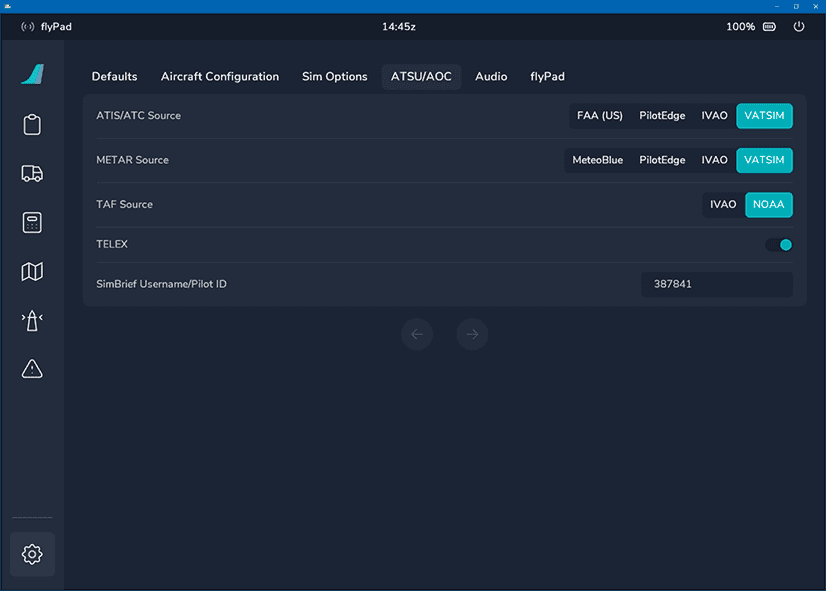 flyPad 14:45z 100%
Defaults Aircraft Configuration Sim Options ATSU/AOC Audio flyPad
ATIS/ATC Source FAA (US) PilotEdge IVAO VATSIM
METAR Source MeteoBlue PilotEdge IVAO VATSIM
TAF Source IVAO NOAA
TELEX
SimBrief Username/Pilot ID 387841